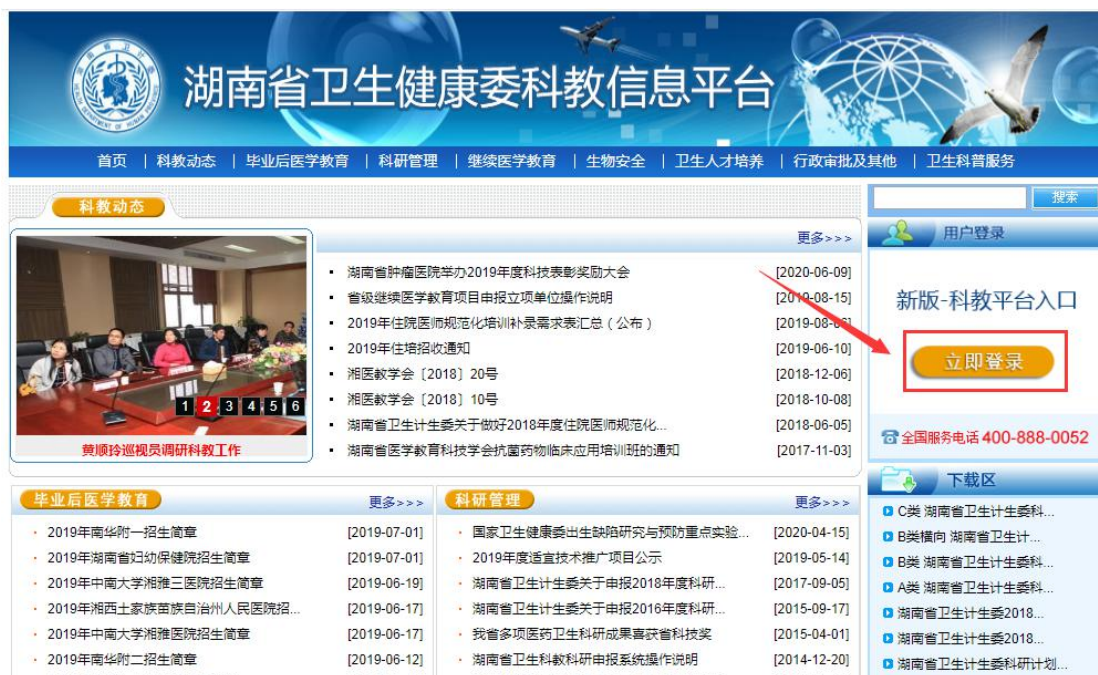 湖南省卫生健康委科教信息平台
首页 | 科教动态 | 毕业后医学教育 | 科研管理 | 继续医学教育 | 生物安全 | 卫生人才培养 | 行政审批及其他 | 卫生科普服务
科教动态
更多>>>
1 2 3 4 5 6
黄顺玲巡视员调研科教工作
湖南省肿瘤医院举办2019年度科技表彰奖励大会 [2020-06-09]
省级继续医学教育项目申报立项单位操作说明 [2019-08-15]
2019年住院医师规范化培训补录需求表汇总（公布） [2019-08-06]
2019年住培招收通知 [2019-06-10]
湘医教学会〔2018〕20号 [2018-12-06]
湘医教学会〔2018〕10号 [2018-10-08]
湖南省卫生计生委关于做好2018年度住院医师规范化... [2018-06-05]
湖南省医学教育科技学会抗菌药物临床应用培训班的通知 [2017-11-03]
搜索
用户登录
新版-科教平台入口
立即登录
全国服务电话 400-888-0052
毕业后医学教育 更多>>>
2019年南华附一招生简章 [2019-07-01]
2019年湖南省妇幼保健院招生简章 [2019-07-01]
2019年中南大学湘雅三医院招生简章 [2019-06-19]
2019年湘西土家族苗族自治州人民医院招... [2019-06-17]
2019年中南大学湘雅医院招生简章 [2019-06-17]
2019年南华附二招生简章 [2019-06-12]
科研管理 更多>>>
国家卫生健康委出生缺陷研究与预防重点实验... [2020-04-15]
2019年度适宜技术推广项目公示 [2019-05-14]
湖南省卫生计生委关于申报2018年度科研... [2017-09-05]
湖南省卫生计生委关于申报2016年度科研... [2015-09-17]
我省多项医药卫生科研成果喜获省科技奖 [2015-04-01]
湖南省卫生科教科研申报系统操作说明 [2014-12-20]
下载区
C类 湖南省卫生计生委科...
B类横向 湖南省卫生计...
B类 湖南省卫生计生委科...
A类 湖南省卫生计生委科...
湖南省卫生计生委2018...
湖南省卫生计生委2018...
湖南省卫生计生委科研计划...